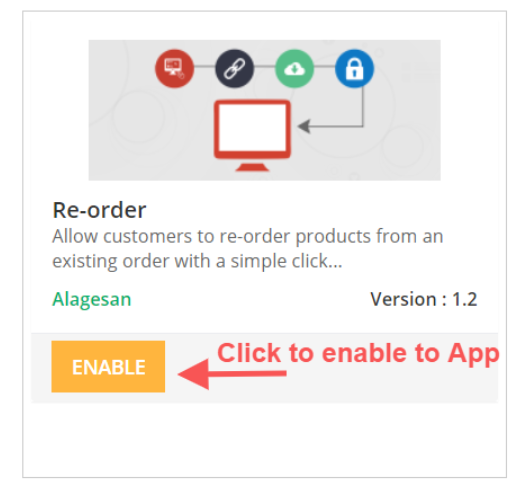 Re-order
Allow customers to re-order products from an
existing order with a simple click...
Alagesan Version : 1.2
ENABLE Click to enable to App